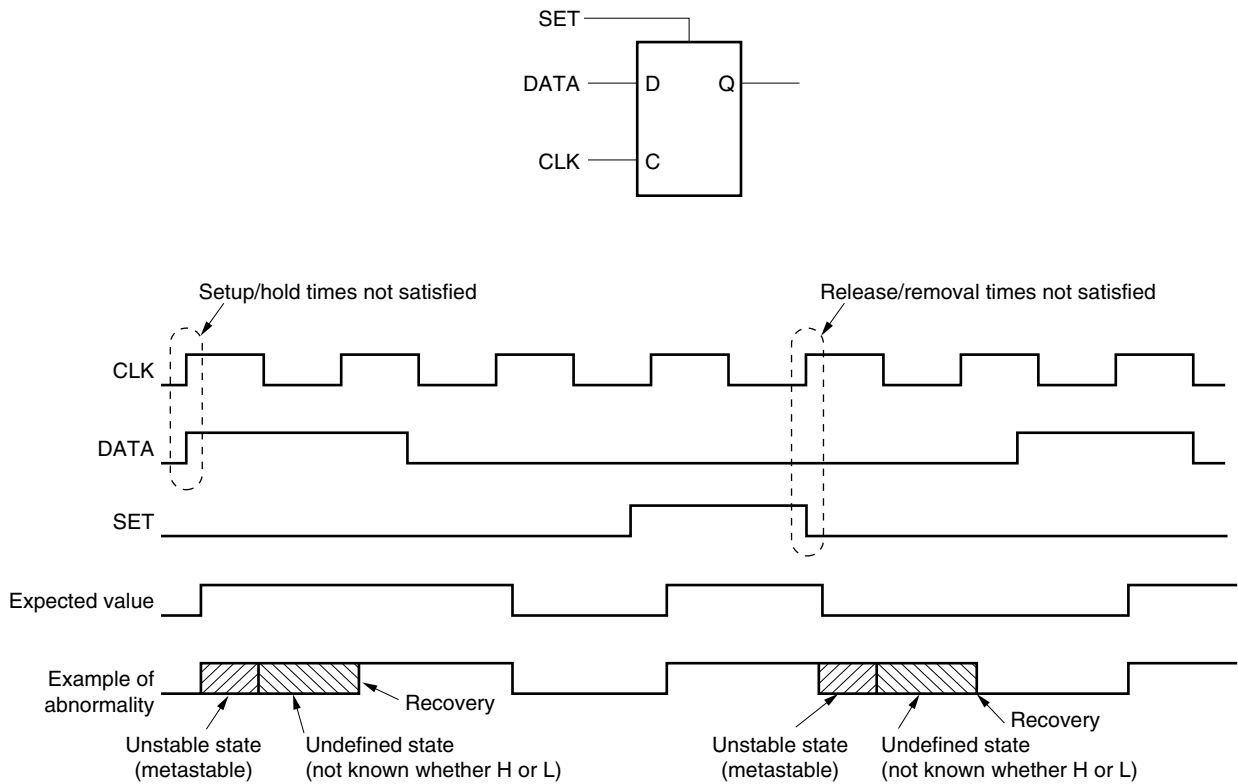 SET
DATA
D
Q
CLK
C
Setup/hold times not satisfied
Release/removal times not satisfied
CLK
DATA
SET
Expected value
Example of
abnormality
Recovery
Recovery
Unstable state
(metastable)
Undefined state
(not known whether H or L)
Unstable state
(metastable)
Undefined state
(not known whether H or L)